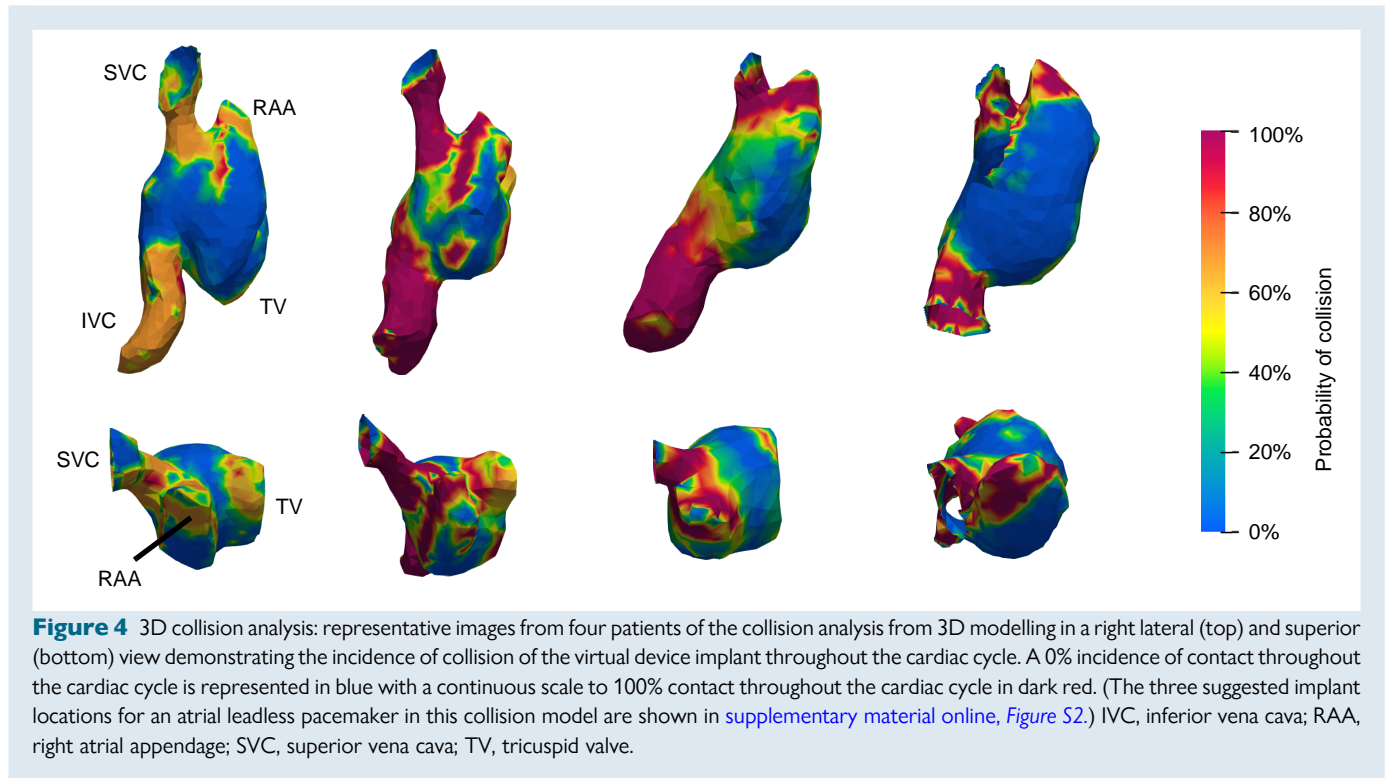 SVC
RAA
IVC
TV
SVC
TV
RAA
100%
80%
60%
40%
20%
0%
Probability of collision
Figure 4 3D collision analysis: representative images from four patients of the collision analysis from 3D modelling in a right lateral (top) and superior
(bottom) view demonstrating the incidence of collision of the virtual device implant throughout the cardiac cycle. A 0% incidence of contact throughout
the cardiac cycle is represented in blue with a continuous scale to 100% contact throughout the cardiac cycle in dark red. (The three suggested implant
locations for an atrial leadless pacemaker in this collision model are shown in supplementary material online, Figure S2.) IVC, inferior vena cava; RAA,
right atrial appendage; SVC, superior vena cava; TV, tricuspid valve.